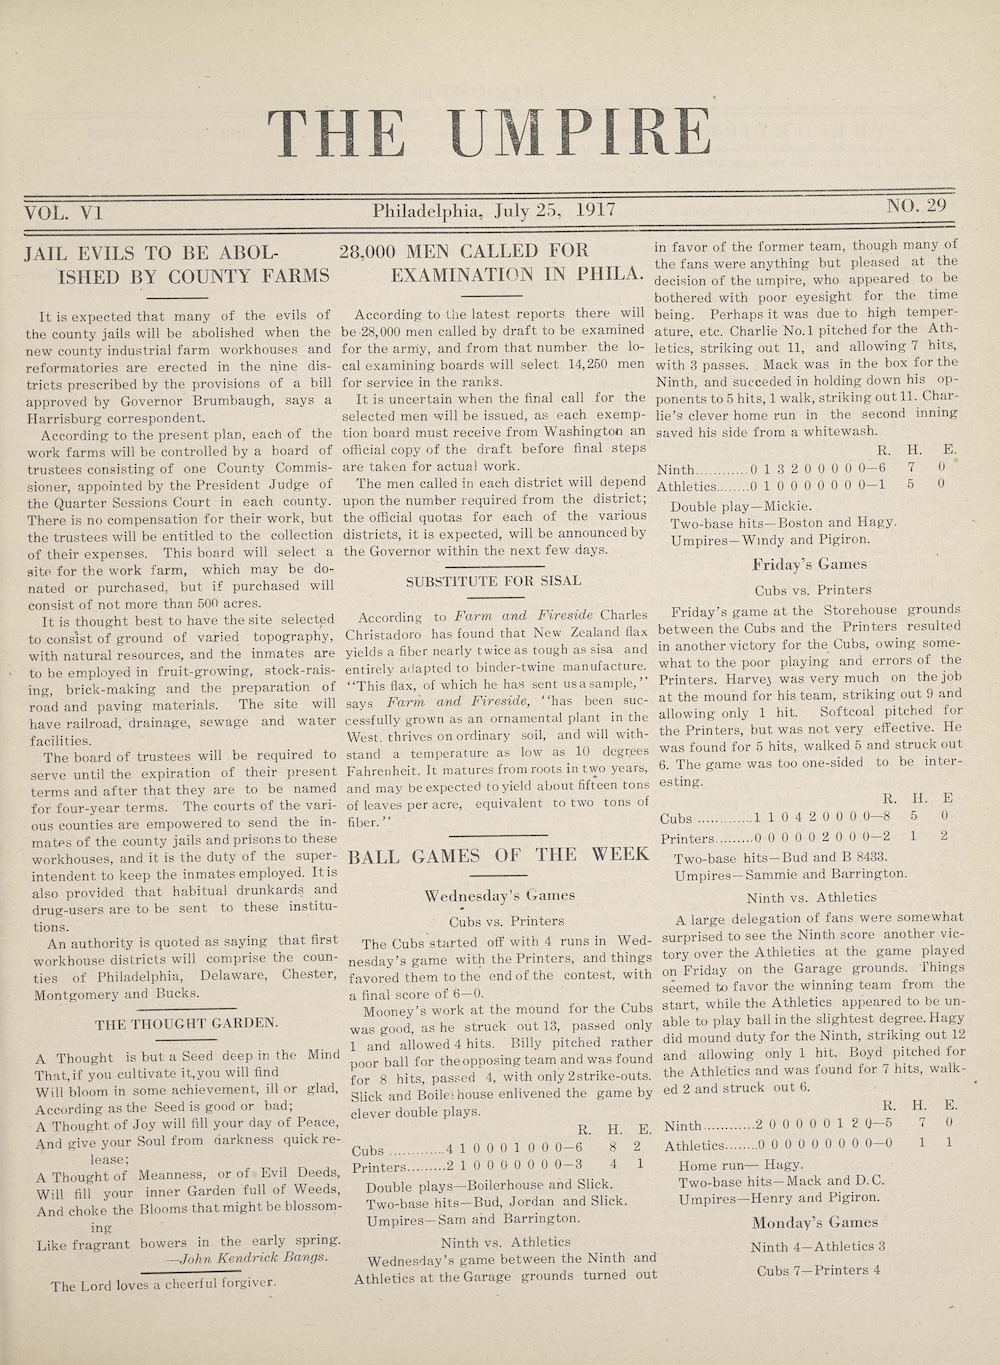 THE UMPIRE
VOL. VI
Philadelphia, July 25, 1917
NO. 29
JAIL EVILS TO BE ABOL-
ISHED BY COUNTY FARMS
It is expected that many of the evils of
the county jails will be abolished when the
new county industrial farm workhouses and
reformatories are erected in the nine dis-
tricts prescribed by the provisions of a bill
approved by Governor Brumbaugh, says a
Harrisburg correspondent.
According to the present plan, each of the
work farms will be controlled by a board of
trustees consisting of one County Commis-
sioner, appointed by the President Judge of
the Quarter Sessions Court in each county.
There is no compensation for their work, but
the trustees will be entitled to the collection
of their expenses. This board will select a
site for the work farm, which may be do-
nated or purchased, but if purchased will
consist of not more than 500 acres.
It is thought best to have the site selected
to consist of ground of varied topography,
with natural resources, and the inmates are
to be employed in fruit-growing, stock-rais-
ing, brick-making and the preparation of
road and paving materials. The site will
have railroad, drainage, sewage and water
facilities.
The board of trustees will be required to
serve until the expiration of their present
terms and after that they are to be named
for four-year terms. The courts of the vari-
ous counties are empowered to send the in-
mates of the county jails and prisons to these
workhouses, and it is the duty of the super-
intendent to keep the inmates employed. It is
also provided that habitual drunkards and
drug-users are to be sent to these institu-
tions.
An authority is quoted as saying that first
workhouse districts will comprise the coun-
ties of Philadelphia, Delaware, Chester,
Montgomery and Bucks.
THE THOUGHT GARDEN.
A Thought is but a Seed deep in the Mind
That, if you cultivate it, you will find
Will bloom in some achievement, ill or glad,
According as the Seed is good or bad;
A Thought of Joy will fill your day of Peace,
And give your Soul from darkness quick re-
lease;
A Thought of Meanness, or of Evil Deeds,
Will fill your inner Garden full of Weeds,
And choke the Blooms that might be blossom-
ing
Like fragrant bowers in the early spring.
—John Kendrick Bangs.
The Lord loves a cheerful forgiver.
28,000 MEN CALLED FOR
EXAMINATION IN PHILA.
According to the latest reports there will
be 28,000 men called by draft to be examined
for the army, and from that number the lo-
cal examining boards will select 14,250 men
for service in the ranks.
It is uncertain when the final call for the
selected men will be issued, as each exemp-
tion board must receive from Washington an
official copy of the draft before final steps
are taken for actual work.
The men called in each district will depend
upon the number required from the district;
the official quotas for each of the various
districts, it is expected, will be announced by
the Governor within the next few days.
SUBSTITUTE FOR SISAL
According to Farm and Fireside Charles
Christadoro has found that New Zealand flax
yields a fiber nearly twice as tough as sisa and
entirely adapted to binder-twine manufacture.
"This flax, of which he has sent us a sample,"
says Farm and Fireside, "has been suc-
cessfully grown as an ornamental plant in the
West. thrives on ordinary soil, and will with-
stand a temperature as low as 10 degrees
Fahrenheit. It matures from roots in two years,
and may be expected to yield about fifteen tons
of leaves per acre, equivalent to two tons of
fiber."
BALL GAMES OF THE WEEK
Wednesday's Games
Cubs vs. Printers
The Cubs started off with 4 runs in Wed-
nesday's game with the Printers, and things
favored them to the end of the contest, with
a final score of 6—0.
Mooney's work at the mound for the Cubs
was good, as he struck out 13, passed only
1 and allowed 4 hits. Billy pitched rather
poor ball for the opposing team and was found
for 8 hits, passed 4, with only 2 strike-outs.
Slick and Boilerhouse enlivened the game by
clever double plays.
R. H. E.
Cubs .............4 1 0 0 0 1 0 0 0—6 8 2
Printers.........2 1 0 0 0 0 0 0 0—3 4 1
Double plays—Boilerhouse and Slick.
Two-base hits—Bud, Jordan and Slick.
Umpires—Sam and Barrington.
Ninth vs. Athletics
Wednesday's game between the Ninth and
Athletics at the Garage grounds turned out
in favor of the former team, though many of
the fans were anything but pleased at the
decision of the umpire, who appeared to be
bothered with poor eyesight for the time
being. Perhaps it was due to high temper-
ature, etc. Charlie No. 1 pitched for the Ath-
letics, striking out 11, and allowing 7 hits,
with 3 passes. Mack was in the box for the
Ninth, and succeded in holding down his op-
ponents to 5 hits, 1 walk, striking out 11. Char-
lie's clever home run in the second inning
saved his side from a whitewash.
R. H. E.
Ninth............0 1 3 2 0 0 0 0 0—6 7 0
Athletics........0 1 0 0 0 0 0 0 0—1 5 0
Double play—Mickie.
Two-base hits—Boston and Hagy.
Umpires—Windy and Pigiron.
Friday's Games
Cubs vs. Printers
Friday's game at the Storehouse grounds
between the Cubs and the Printers resulted
in another victory for the Cubs, owing some-
what to the poor playing and errors of the
Printers. Harvey was very much on the job
at the mound for his team, striking out 9 and
allowing only 1 hit. Softcoal pitched for
the Printers, but was not very effective. He
was found for 5 hits, walked 5 and struck out
6. The game was too one-sided to be inter-
esting.
R. H. E
Cubs .............1 1 0 4 2 0 0 0 0—8 5 0
Printers.........0 0 0 0 0 2 0 0 0—2 1 2
Two-base hits—Bud and B 8433.
Umpires—Sammie and Barrington.
Ninth vs. Athletics
A large delegation of fans were somewhat
surprised to see the Ninth score another vic-
tory over the Athletics at the game played
on Friday on the Garage grounds. Things
seemed to favor the winning team from the
start, while the Athletics appeared to be un-
able to play ball in the slightest degree. Hagy
did mound duty for the Ninth, striking out 12
and allowing only 1 hit. Boyd pitched for
the Athletics and was found for 7 hits, walk-
ed 2 and struck out 6.
R. H. E.
Ninth............2 0 0 0 0 0 1 2 0—5 7 0
Athletics........0 0 0 0 0 0 0 0 0—0 1 1
Home run— Hagy.
Two-base hits—Mack and D. C.
Umpires—Henry and Pigiron.
Monday's Games
Ninth 4—Athletics 3
Cubs 7—Printers 4